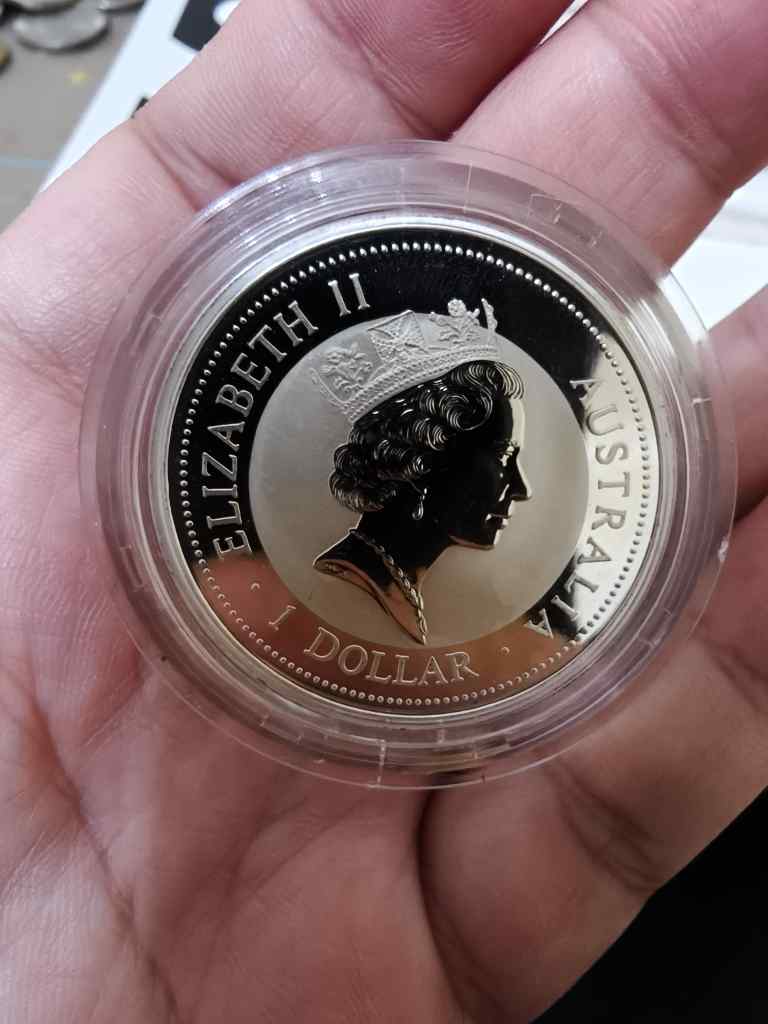 ELIZABETH II
AUSTRALIA
· 1 DOLLAR ·